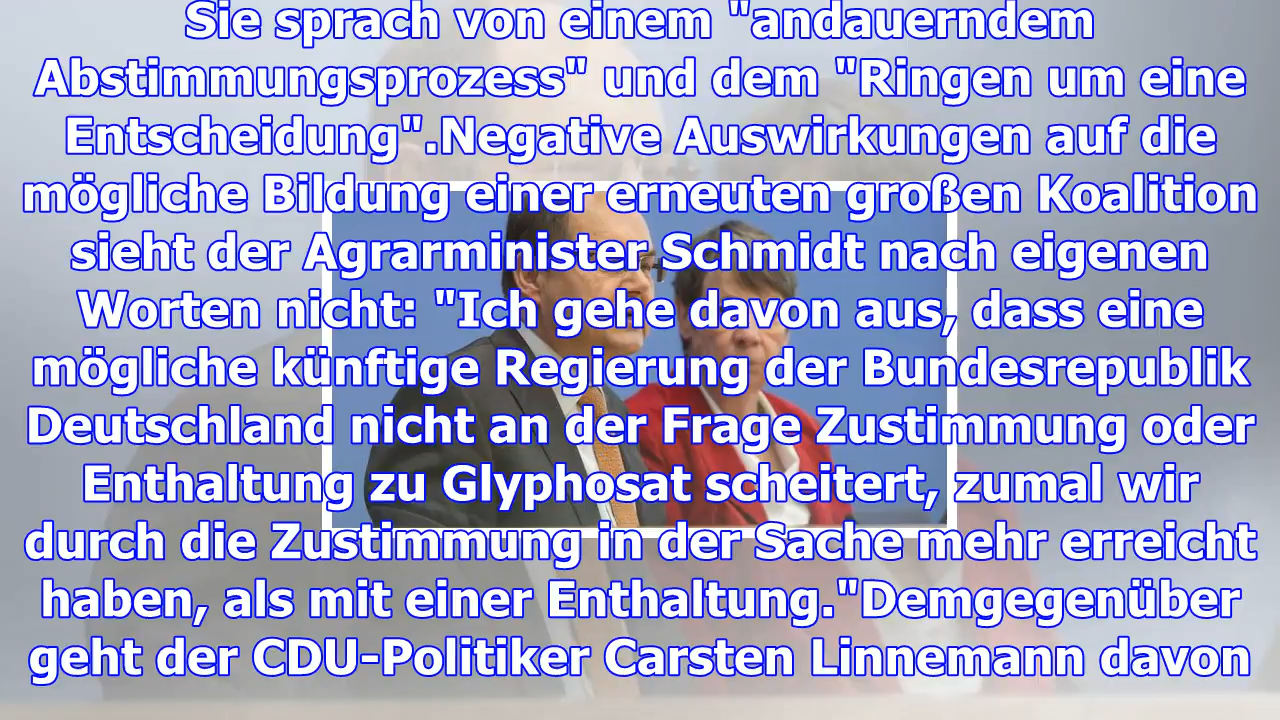 Sie sprach von einem "andauerndem
Abstimmungsprozess" und dem "Ringen um eine
Entscheidung".Negative Auswirkungen auf die
mögliche Bildung einer erneuten großen Koalition
sieht der Agrarminister Schmidt nach eigenen
Worten nicht: "Ich gehe davon aus, dass eine
mögliche künftige Regierung der Bundesrepublik
Deutschland nicht an der Frage Zustimmung oder
Enthaltung zu Glyphosat scheitert, zumal wir
durch die Zustimmung in der Sache mehr erreicht
haben, als mit einer Enthaltung."Demgegenüber
geht der CDU-Politiker Carsten Linnemann davon